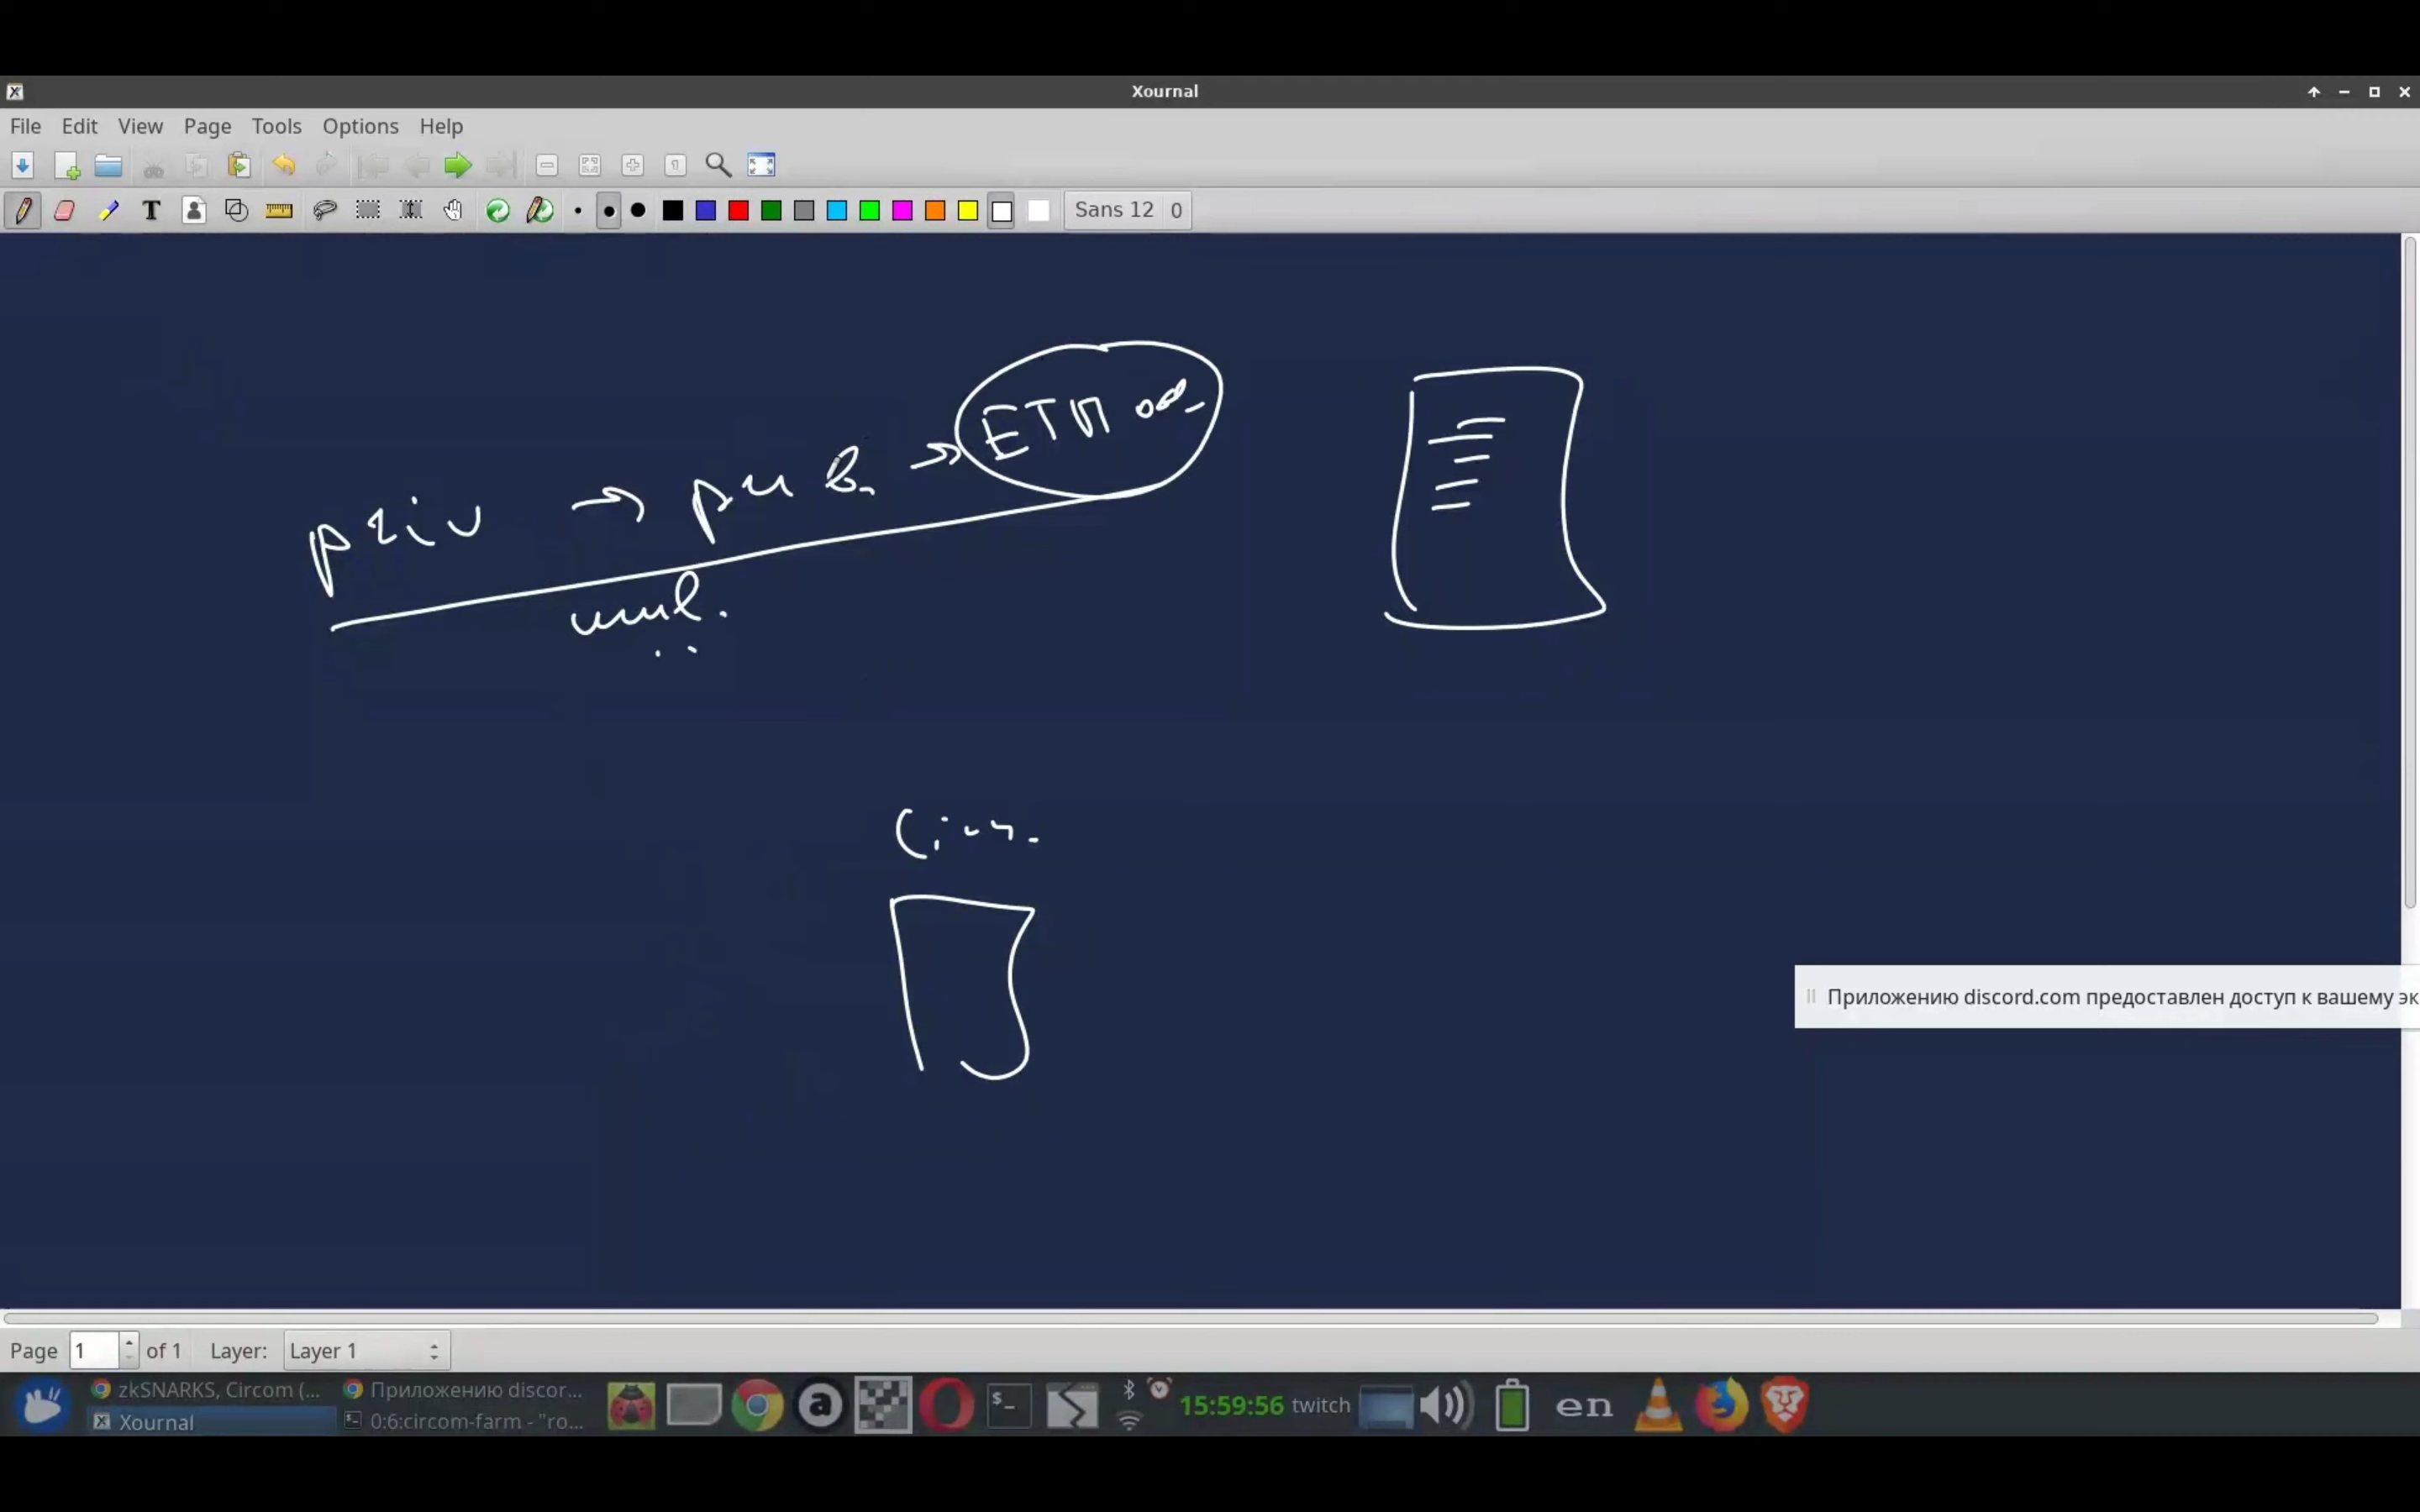 Xournal
File Edit View Page Tools Options Help
Sans 12 0
priv → pub. →
Приложению discord.com предоставлен доступ к вашему эк
Page 1 of 1 Layer: Layer 1
zkSNARKS, Circom (...
Приложению discor...
15:59:56 twitch
en
Xournal
0:6:circom-farm - "ro...